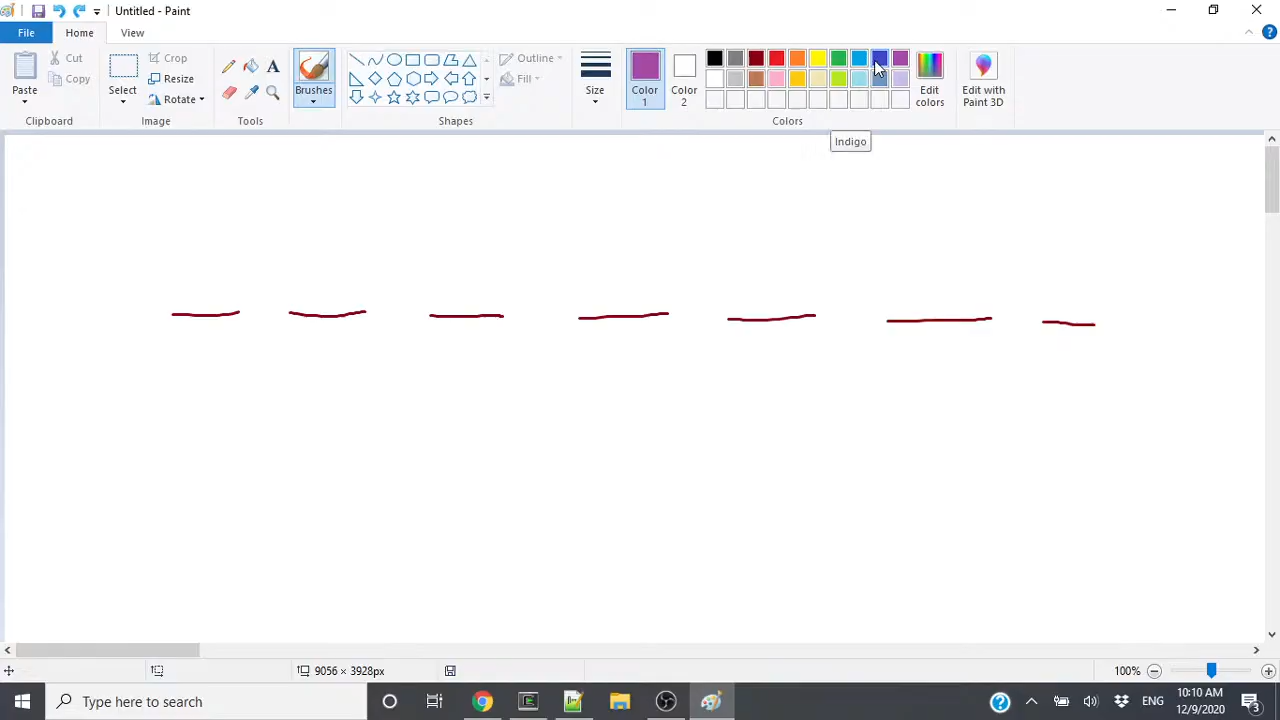 Untitled - Paint
File Home View
Paste
Cut
Copy
Clipboard
Select
Crop
Resize
Rotate
Image
Tools
Brushes
Outline
Fill
Shapes
Size
Color 1
Color 2
Edit colors
Colors
Edit with Paint 3D
Indigo
9056 × 3928px
100%
Type here to search
ENG
10:10 AM
12/9/2020
3